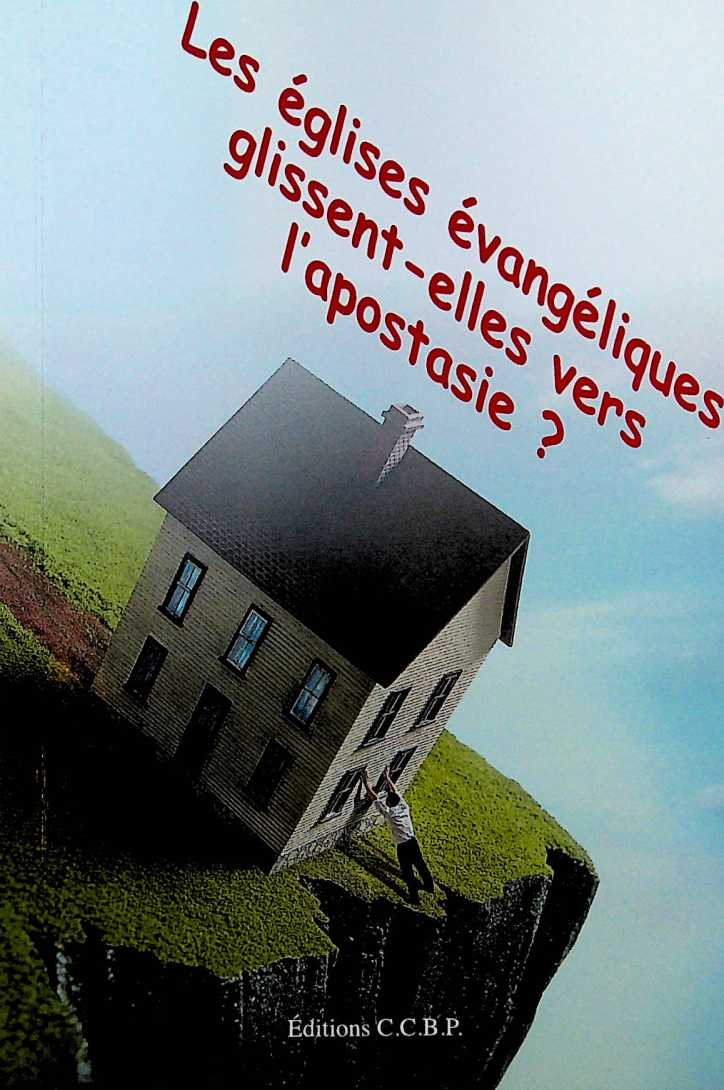 Les églises évangéliques
glissent-elles vers
l'apostasie ?
Éditions C.C.B.P.